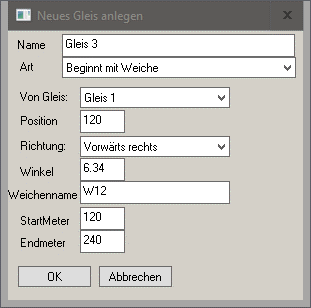 Neues Gleis anlegen
Name Gleis 3
Art Beginnt mit Weiche
Von Gleis: Gleis 1
Position 120
Richtung: Vorwärts rechts
Winkel 6.34
Weichenname W12
StartMeter 120
Endmeter 240
OK Abbrechen